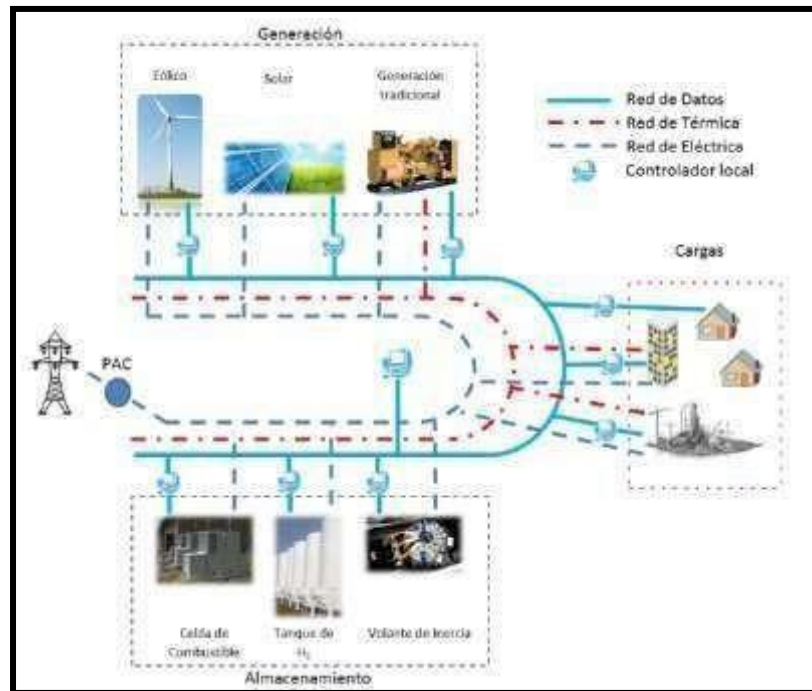 Generación
Eólico
Solar
Generación
tradicional
Red de Datos
Red de Térmica
Red de Eléctrica
Controlador local
Cargas
PAC
Celda de
Combustible
Tanque de
H₂
Volante de Inercia
Almacenamiento